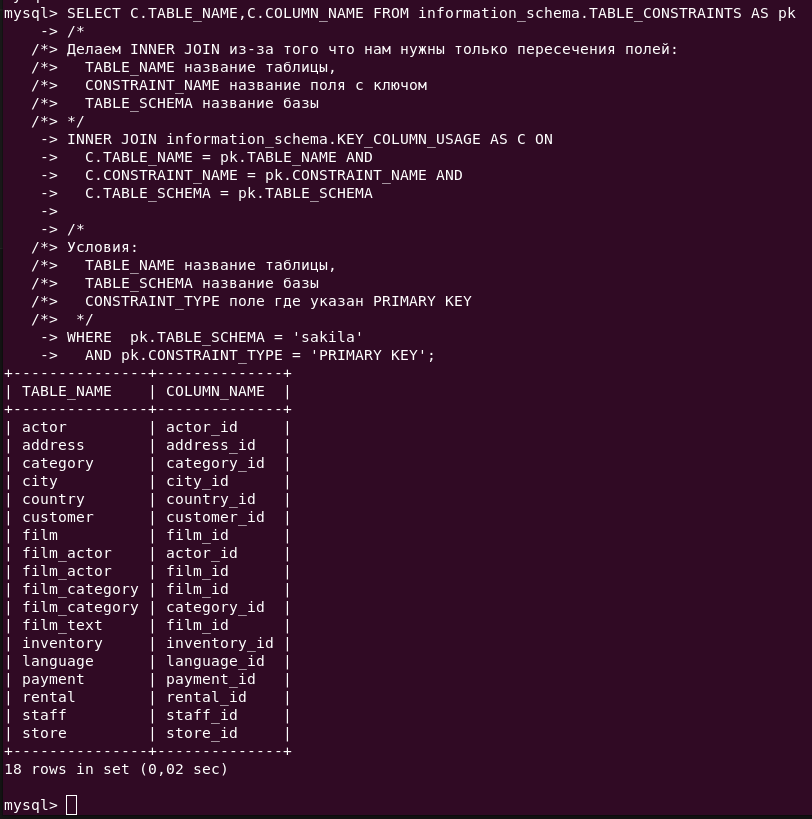 mysql> SELECT C.TABLE_NAME,C.COLUMN_NAME FROM information_schema.TABLE_CONSTRAINTS AS pk
    -> /*
   /*> Делаем INNER JOIN из-за того что нам нужны только пересечения полей:
   /*>   TABLE_NAME название таблицы,
   /*>   CONSTRAINT_NAME название поля с ключом
   /*>   TABLE_SCHEMA название базы
   /*> */
    -> INNER JOIN information_schema.KEY_COLUMN_USAGE AS C ON
    ->   C.TABLE_NAME = pk.TABLE_NAME AND
    ->   C.CONSTRAINT_NAME = pk.CONSTRAINT_NAME AND
    ->   C.TABLE_SCHEMA = pk.TABLE_SCHEMA
    ->
    -> /*
   /*> Условия:
   /*>   TABLE_NAME название таблицы,
   /*>   TABLE_SCHEMA название базы
   /*>   CONSTRAINT_TYPE поле где указан PRIMARY KEY
   /*>  */
    -> WHERE  pk.TABLE_SCHEMA = 'sakila'
    ->   AND pk.CONSTRAINT_TYPE = 'PRIMARY KEY';
+---------------+--------------+
| TABLE_NAME    | COLUMN_NAME  |
+---------------+--------------+
| actor         | actor_id     |
| address       | address_id   |
| category      | category_id  |
| city          | city_id      |
| country       | country_id   |
| customer      | customer_id  |
| film          | film_id      |
| film_actor    | actor_id     |
| film_actor    | film_id      |
| film_category | film_id      |
| film_category | category_id  |
| film_text     | film_id      |
| inventory     | inventory_id |
| language      | language_id  |
| payment       | payment_id   |
| rental        | rental_id    |
| staff         | staff_id     |
| store         | store_id     |
+---------------+--------------+
18 rows in set (0,02 sec)
mysql>